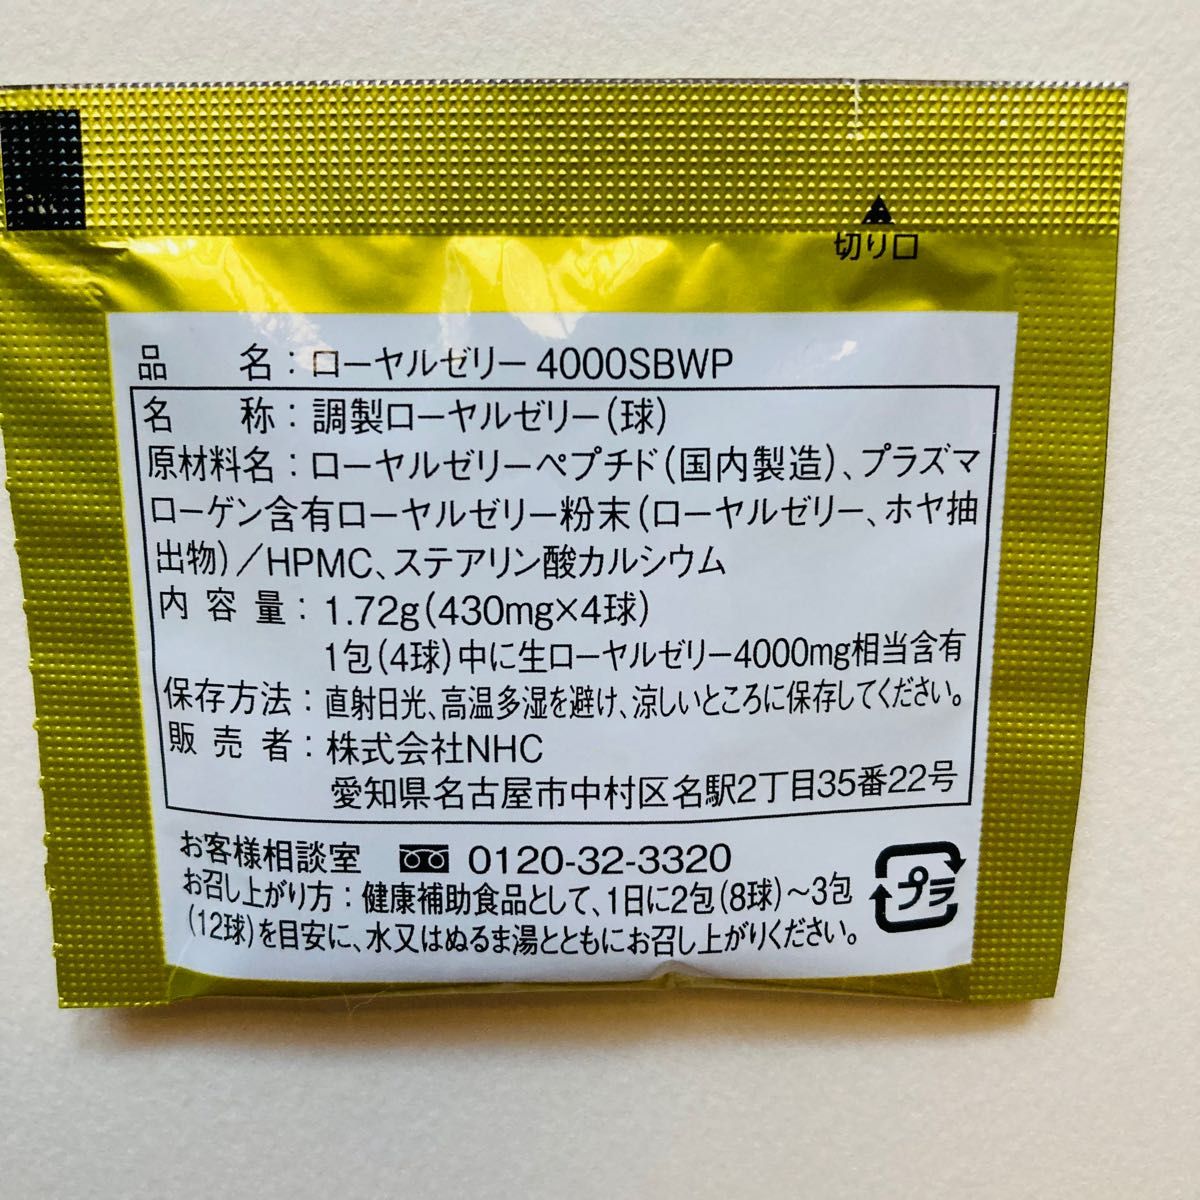 切り口
品名：ローヤルゼリー 4000SBWP
名称：調製ローヤルゼリー(球)
原材料名：ローヤルゼリーペプチド(国内製造)、プラズマ
ローゲン含有ローヤルゼリー粉末(ローヤルゼリー、ホヤ抽
出物)／HPMC、ステアリン酸カルシウム
内容量：1.72g(430mg×4球)
1包(4球)中に生ローヤルゼリー4000mg相当含有
保存方法：直射日光、高温多湿を避け、涼しいところに保存してください。
販売者：株式会社NHC
愛知県名古屋市中村区名駅2丁目35番22号
お客様相談室 0120-32-3320
お召し上がり方：健康補助食品として、1日に2包(8球)～3包
(12球)を目安に、水又はぬるま湯とともにお召し上がりください。
プラ